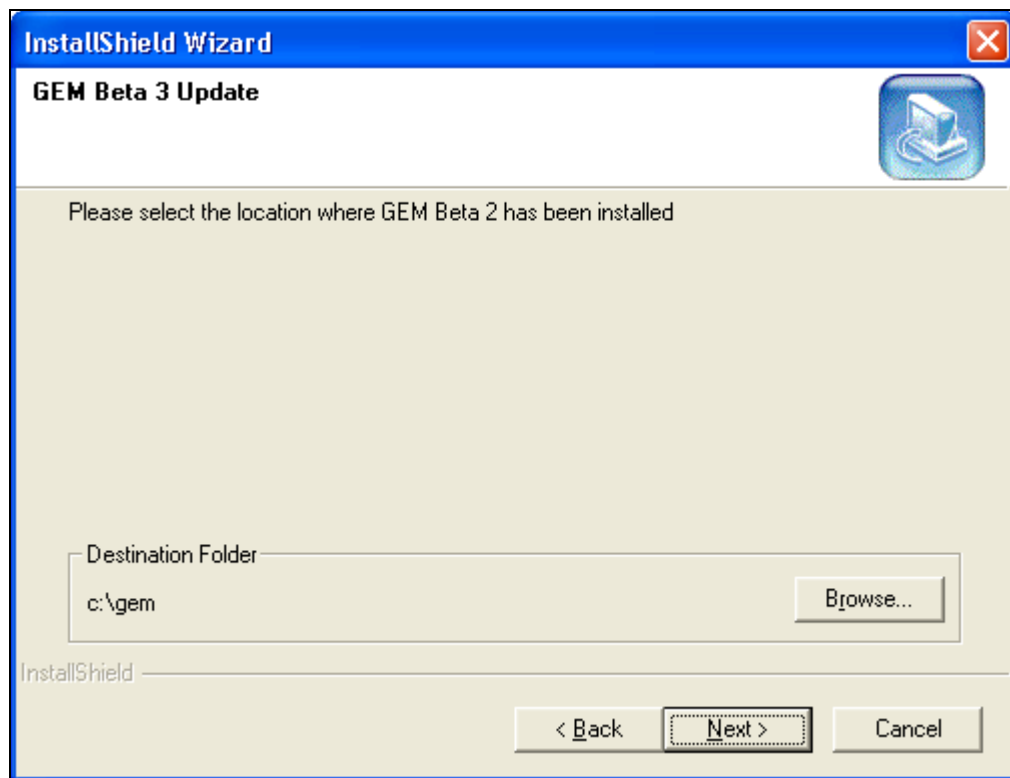 InstallShield Wizard
GEM Beta 3 Update
Please select the location where GEM Beta 2 has been installed
Destination Folder
c:\gem
Browse...
InstallShield
< Back
Next >
Cancel